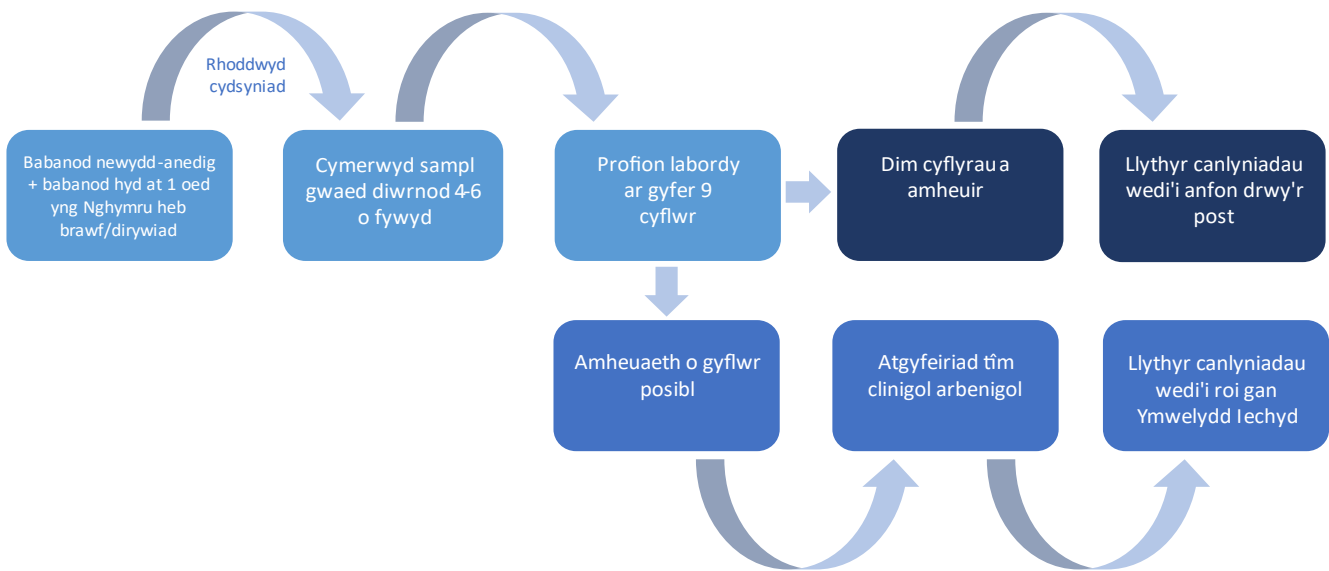 Rhoddwyd
cydsyniad
Babanod newydd-anedig
+ babanod hyd at 1 oed
yng Nghymru heb
brawf/dirywiad
Cymerwyd sampl
gwaed diwrnod 4-6
o fywyd
Profion labordy
ar gyfer 9
cyflwr
Dim cyflyrau a
amheuir
Llythyr canlyniadau
wedi'i anfon drwy'r
post
Amheuaeth o gyflwr
posibl
Atgyfeiriad tîm
clinigol arbenigol
Llythyr canlyniadau
wedi'i roi gan
Ymwelydd Iechyd